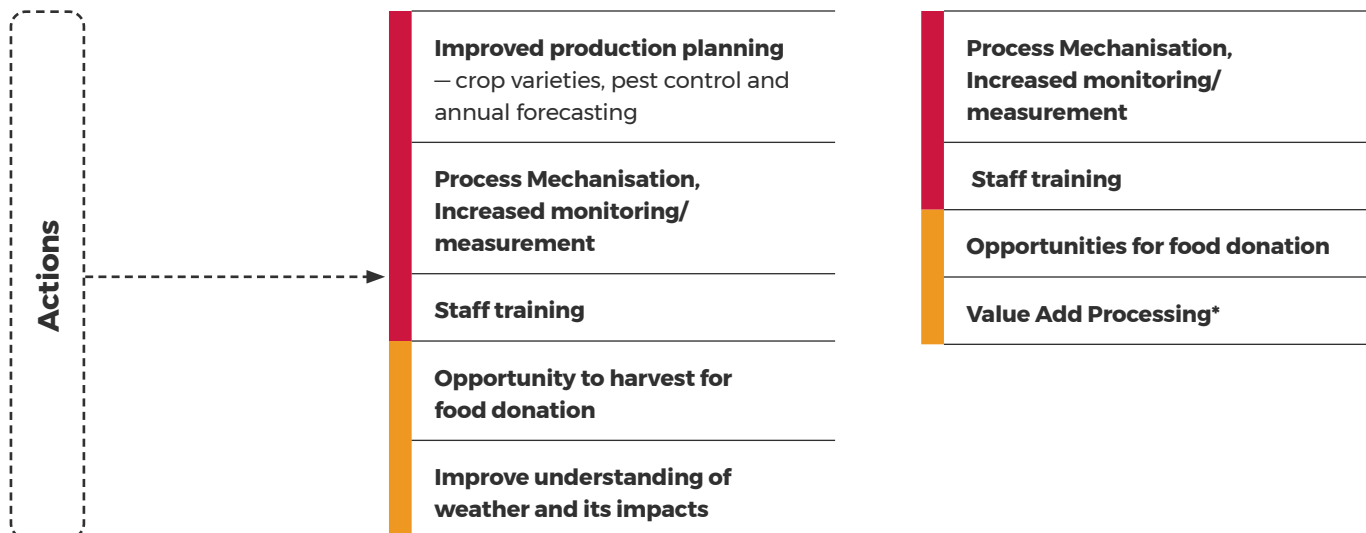 Actions
Improved production planning
— crop varieties, pest control and
annual forecasting
Process Mechanisation,
Increased monitoring/
measurement
Staff training
Opportunity to harvest for
food donation
Improve understanding of
weather and its impacts
Process Mechanisation,
Increased monitoring/
measurement
Staff training
Opportunities for food donation
Value Add Processing*